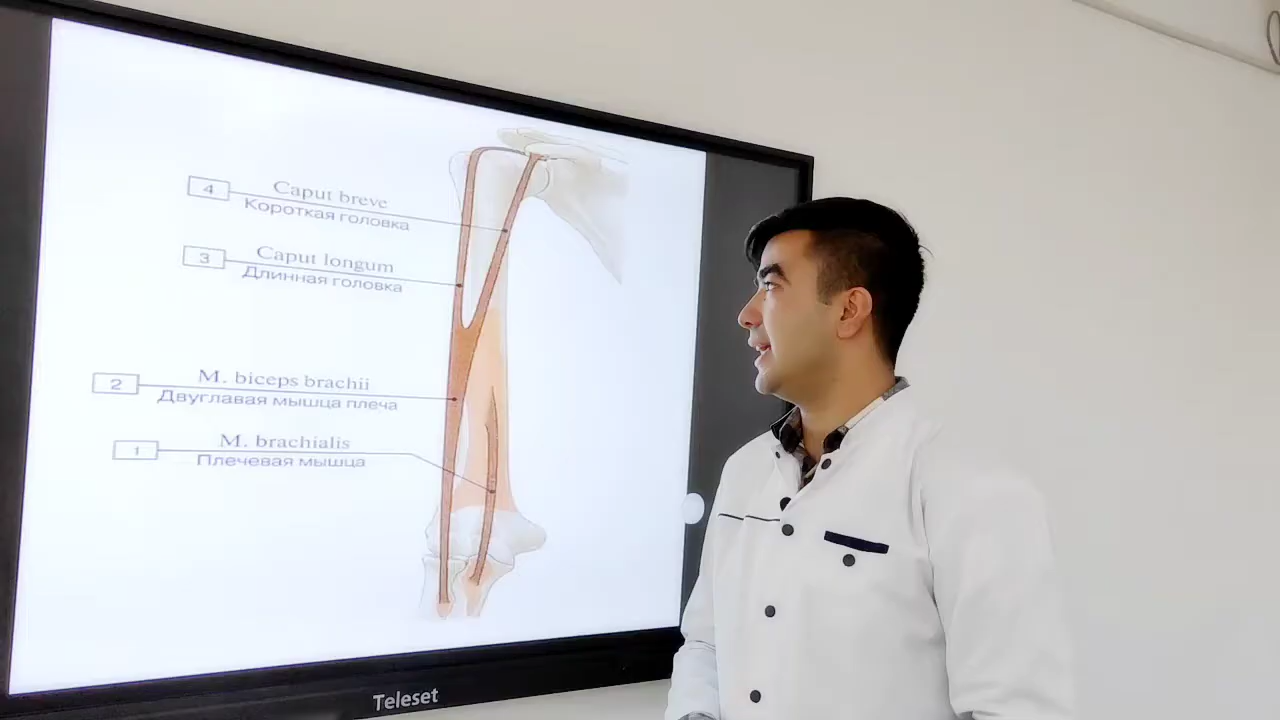 4
Caput breve
Короткая головка
3
Caput longum
Длинная головка
2
M. biceps brachii
Двуглавая мышца плеча
1
M. brachialis
Плечевая мышца
Teleset